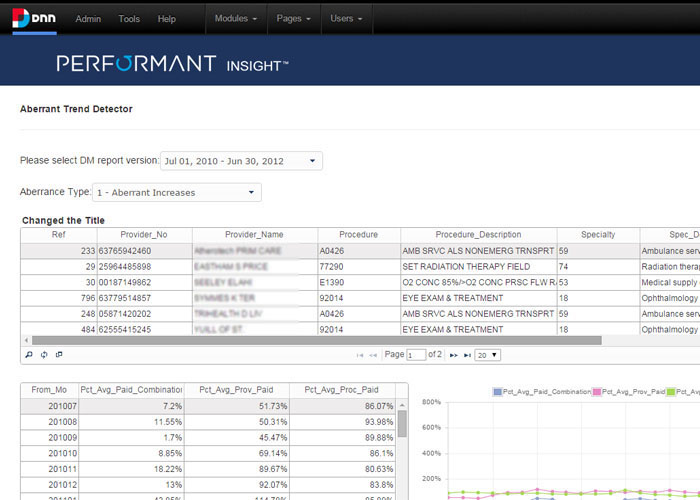 DNN Admin Tools Help Modules Pages Users
PERFORMANT INSIGHT™
Aberrant Trend Detector
Please select DM report version: Jul 01, 2010 - Jun 30, 2012
Aberrance Type: 1 - Aberrant Increases
Changed the Title
Ref Provider_No Provider_Name Procedure Procedure_Description Specialty Spec_D
233 63765942460 A0426 AMB SRVC ALS NONEMERG TRNSPRT 59 Ambulance serv
29 25964485898 77290 SET RADIATION THERAPY FIELD 74 Radiation therap
30 00187149862 E1390 O2 CONC 85%/>O2 CONC PRSC FLW R 53 Medical supply
796 63779514857 92014 EYE EXAM & TREATMENT 18 Ophthalmology
248 05871420202 A0426 AMB SRVC ALS NONEMERG TRNSPRT 59 Ambulance serv
484 62555415245 92014 EYE EXAM & TREATMENT 18 Ophthalmology
Page 1 of 2 20
From_Mo Pct_Avg_Paid_Combination Pct_Avg_Prov_Paid Pct_Avg_Proc_Paid
201007 7.2% 51.73% 86.07%
201008 11.55% 50.31% 93.98%
201009 1.7% 45.47% 89.88%
201010 8.85% 69.14% 86.1%
201011 18.22% 89.67% 80.63%
201012 13% 92.07% 83.8%
Pct_Avg_Paid_Combination Pct_Avg_Prov_Paid Pct_Avg_P
800%
600%
400%
200%